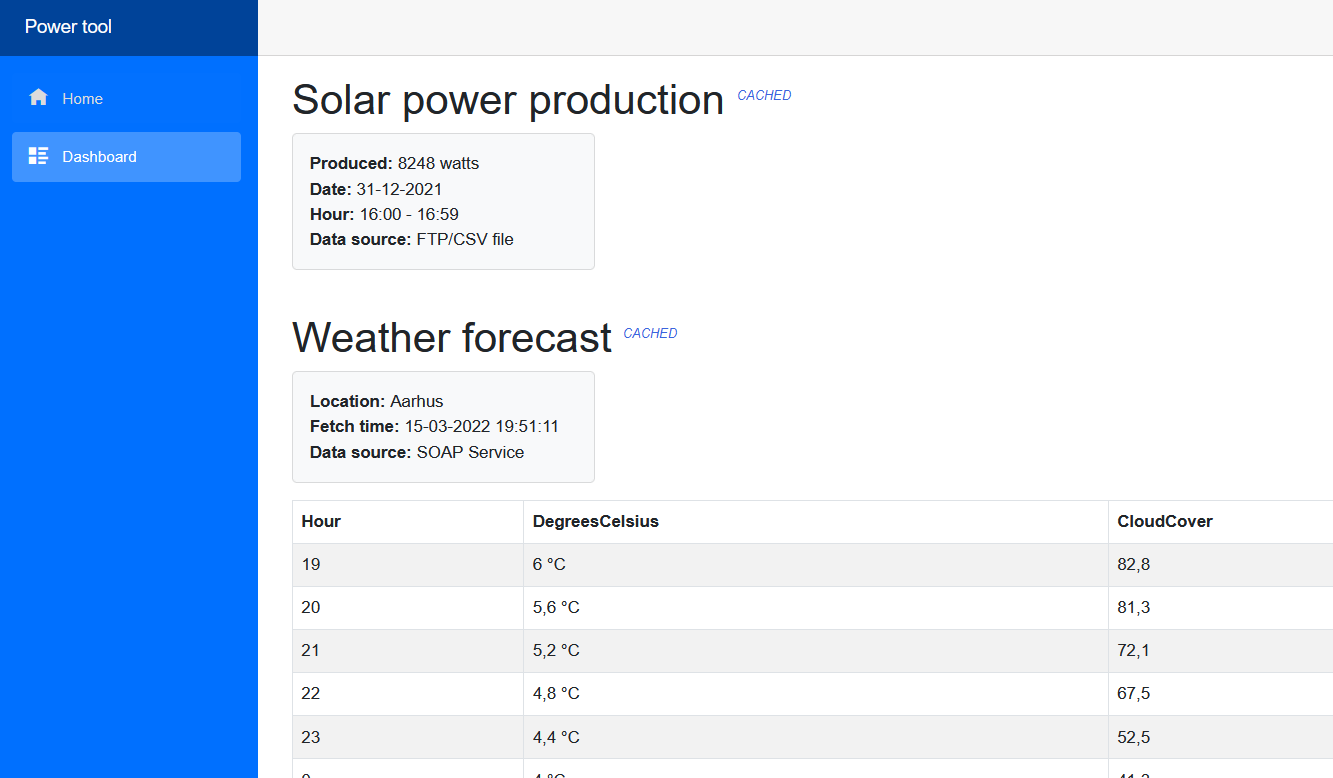 Power tool
Home
Dashboard
Solar power production CACHED
Produced: 8248 watts
Date: 31-12-2021
Hour: 16:00 - 16:59
Data source: FTP/CSV file
Weather forecast CACHED
Location: Aarhus
Fetch time: 15-03-2022 19:51:11
Data source: SOAP Service
Hour DegreesCelsius CloudCover
19 6 °C 82,8
20 5,6 °C 81,3
21 5,2 °C 72,1
22 4,8 °C 67,5
23 4,4 °C 52,5